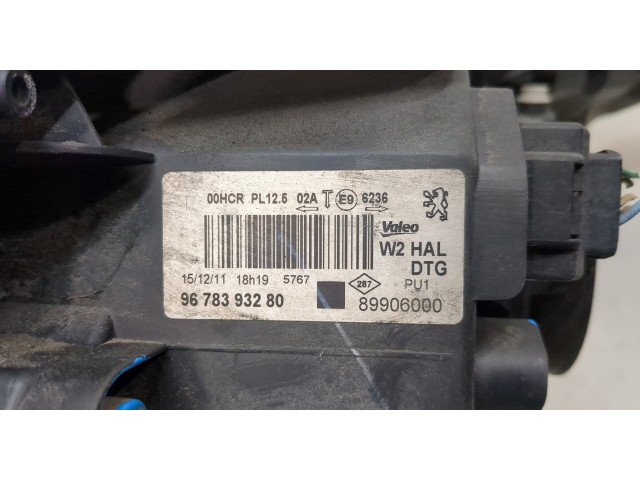 00HCR PL12.5 02A T E9 6236
Valeo
W2 HAL
DTG
15/12/11 18h19 5767
287
PU1
96 783 932 80
89906000